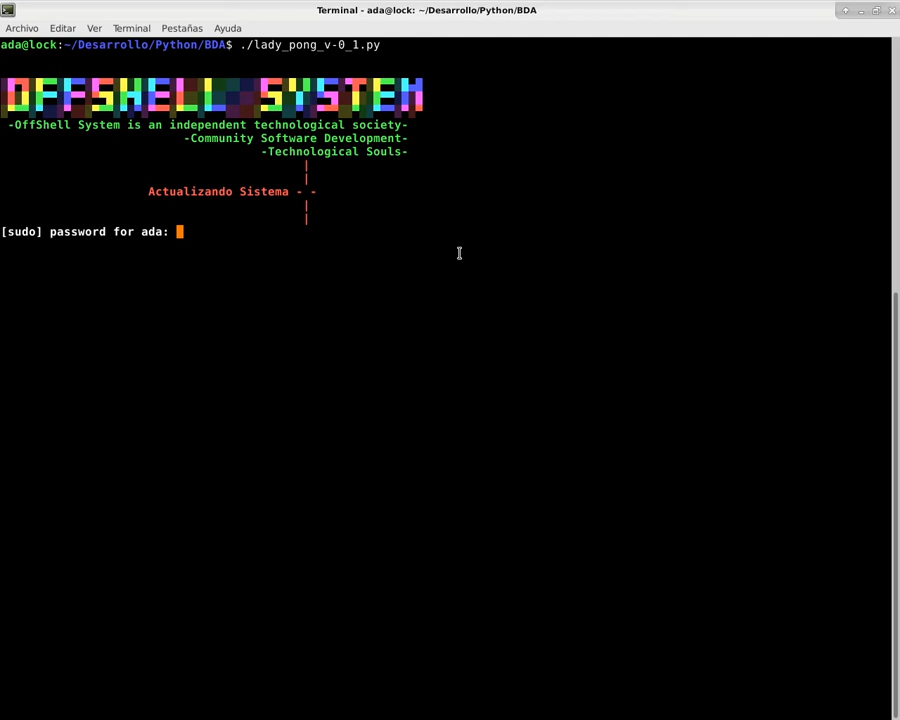 Terminal - ada@lock: ~/Desarrollo/Python/BDA
Archivo Editar Ver Terminal Pestañas Ayuda
ada@lock:~/Desarrollo/Python/BDA$ ./lady_pong_v-0_1.py
OFFSHELL SYSTEM
-OffShell System is an independent technological society-
-Community Software Development-
-Technological Souls-
|
|
Actualizando Sistema - -
|
|
[sudo] password for ada: